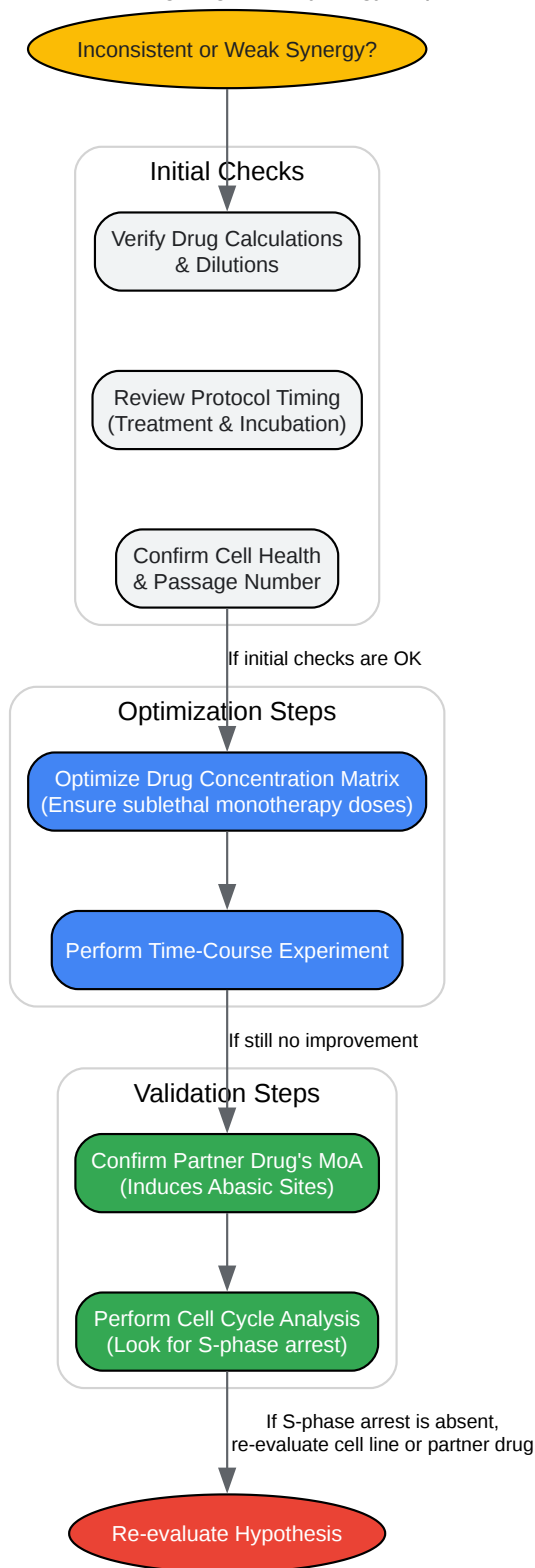 Inconsistent or Weak Synergy?
Initial Checks
Verify Drug Calculations
& Dilutions
Review Protocol Timing
(Treatment & Incubation)
Confirm Cell Health
& Passage Number
If initial checks are OK
Optimization Steps
Optimize Drug Concentration Matrix
(Ensure sublethal monotherapy doses)
Perform Time-Course Experiment
If still no improvement
Validation Steps
Confirm Partner Drug's MoA
(Induces Abasic Sites)
Perform Cell Cycle Analysis
(Look for S-phase arrest)
If S-phase arrest is absent,
re-evaluate cell line or partner drug
Re-evaluate Hypothesis